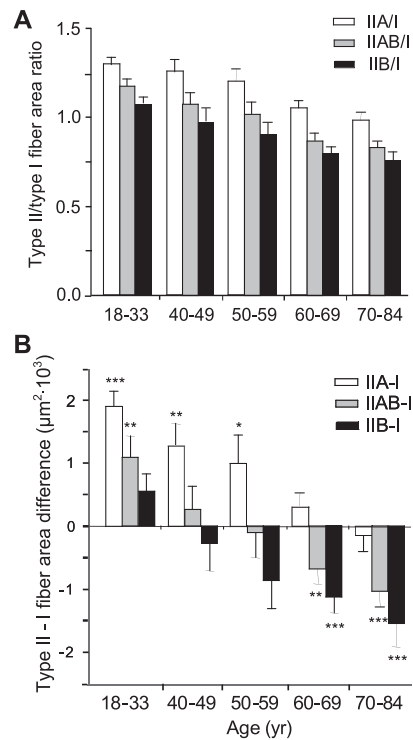 A
Type II/type I fiber area ratio
1.5
1.0
0.5
0.0
IIA/I
IIAB/I
IIB/I
18-33 40-49 50-59 60-69 70-84
B
Type II - I fiber area difference (µm²·10³)
2
1
0
-1
-2
IIA-I
IIAB-I
IIB-I
***
**
**
*
**
***
***
***
18-33 40-49 50-59 60-69 70-84
Age (yr)